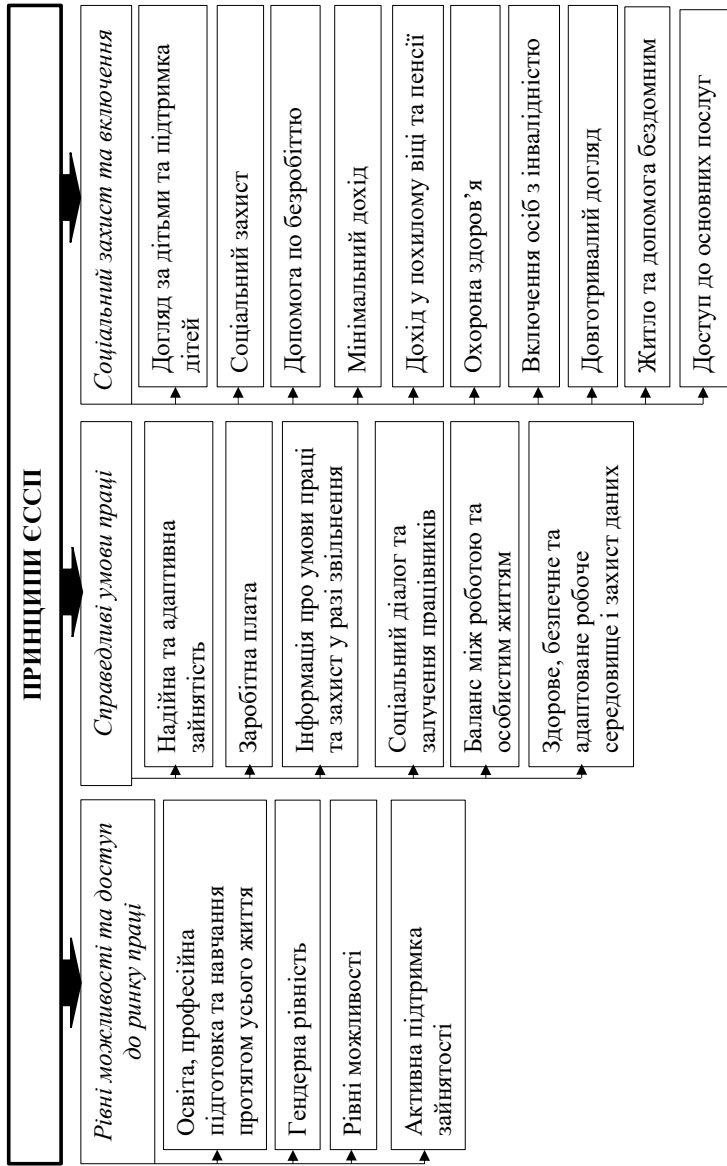 ПРИНЦИПИ ЄССП
Рівні можливості та доступ
до ринку праці
Освіта, професійна
підготовка та навчання
протягом усього життя
Гендерна рівність
Рівні можливості
Активна підтримка
зайнятості
Справедливі умови праці
Надійна та адаптивна
зайнятість
Заробітна плата
Інформація про умови праці
та захист у разі звільнення
Соціальний діалог та
залучення працівників
Баланс між роботою та
особистим життям
Здорове, безпечне та
адаптоване робоче
середовище і захист даних
Соціальний захист та включення
Догляд за дітьми та підтримка
дітей
Соціальний захист
Допомога по безробіттю
Мінімальний дохід
Дохід у похилому віці та пенсії
Охорона здоров’я
Включення осіб з інвалідністю
Довготривалий догляд
Житло та допомога бездомним
Доступ до основних послуг